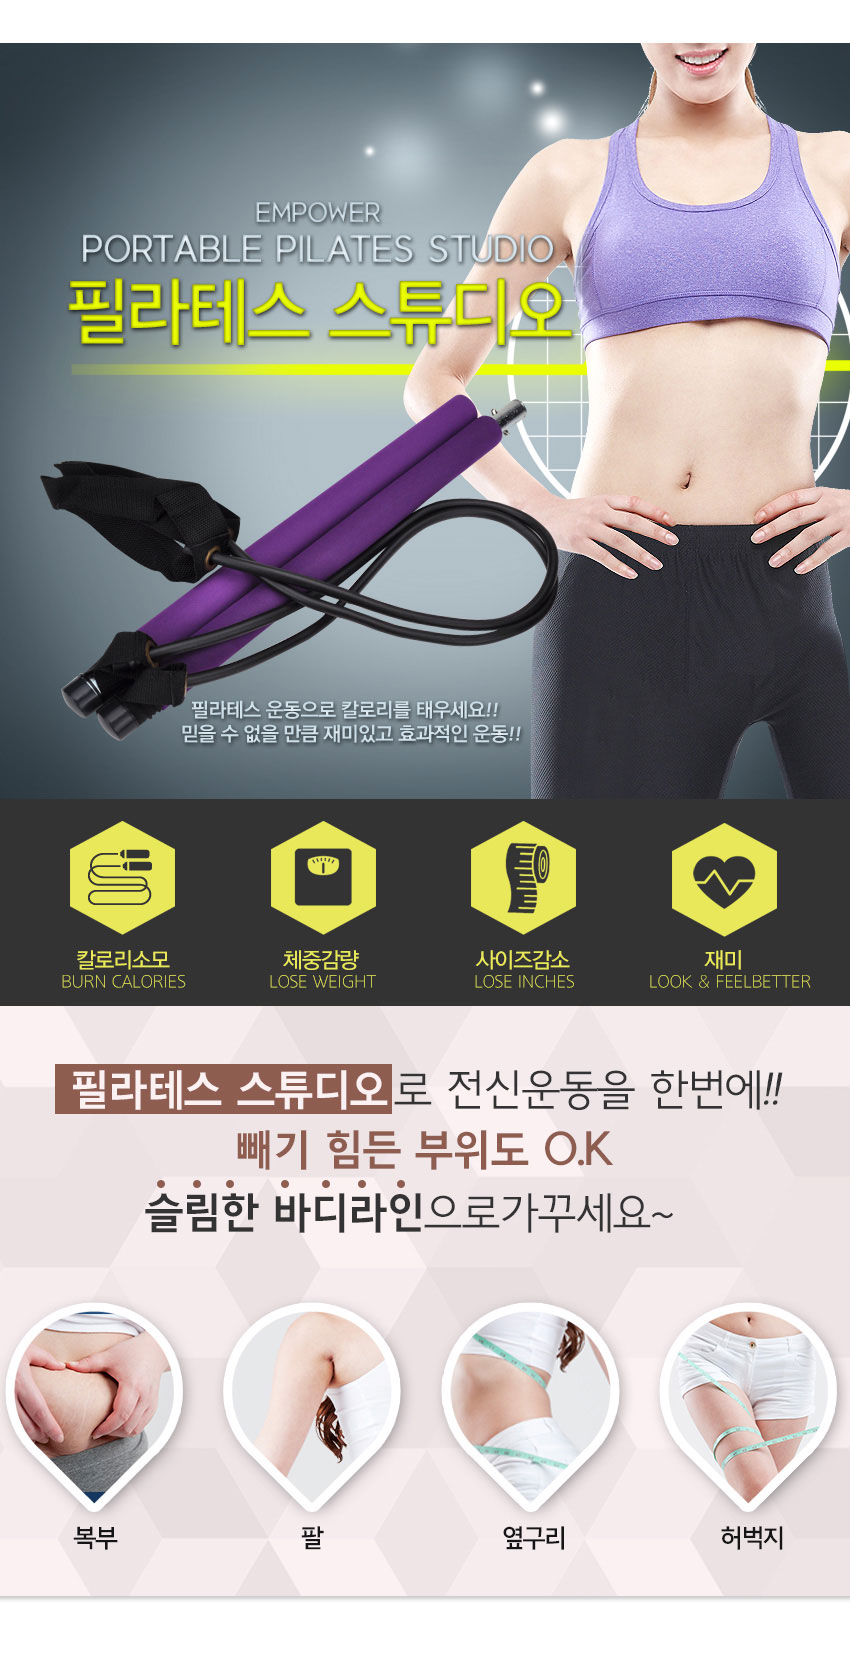 EMPOWER
PORTABLE PILATES STUDIO
필라테스 스튜디오
필라테스 운동으로 칼로리를 태우세요!!
믿을 수 없을 만큼 재미있고 효과적인 운동!!
칼로리소모
BURN CALORIES
체중감량
LOSE WEIGHT
사이즈감소
LOSE INCHES
재미
LOOK & FEELBETTER
필라테스 스튜디오로 전신운동을 한번에!!
빼기 힘든 부위도 O.K
슬림한 바디라인으로가꾸세요~
복부
팔
옆구리
허벅지